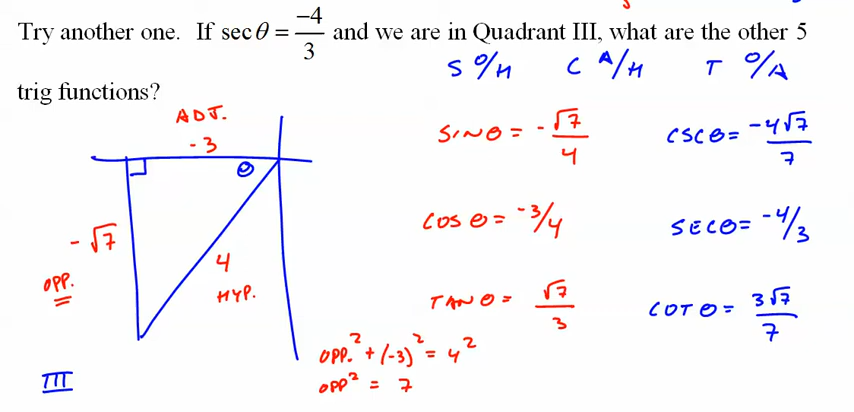 Try another one. If sec θ = -4/3 and we are in Quadrant III, what are the other 5
trig functions?
S O/H C A/H T O/A
ADJ.
-3
θ
-√7
OPP.
4
HYP.
III
SIN θ = -√7/4
CSC θ = -4√7/7
COS θ = -3/4
SEC θ = -4/3
TAN θ = √7/3
COT θ = 3√7/7
OPP.² + (-3)² = 4²
OPP² = 7